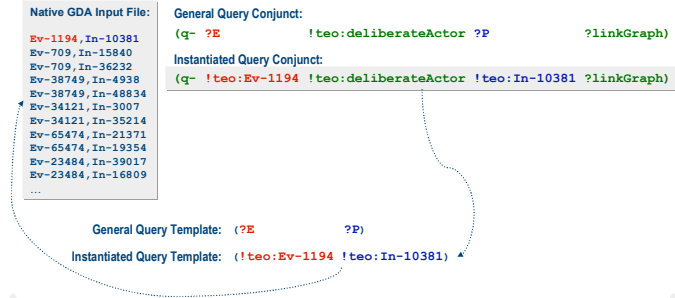 Native GDA Input File:
Ev-1194,In-10381
Ev-709,In-15840
Ev-709,In-36232
Ev-38749,In-4938
Ev-38749,In-48834
Ev-34121,In-3007
Ev-34121,In-35214
Ev-65474,In-21371
Ev-65474,In-19354
Ev-23484,In-39017
Ev-23484,In-16809
...
General Query Conjunct:
(q- ?E !teo:deliberateActor ?P ?linkGraph)
Instantiated Query Conjunct:
(q- !teo:Ev-1194 !teo:deliberateActor !teo:In-10381 ?linkGraph)
General Query Template: (?E ?P)
Instantiated Query Template: (!teo:Ev-1194 !teo:In-10381)